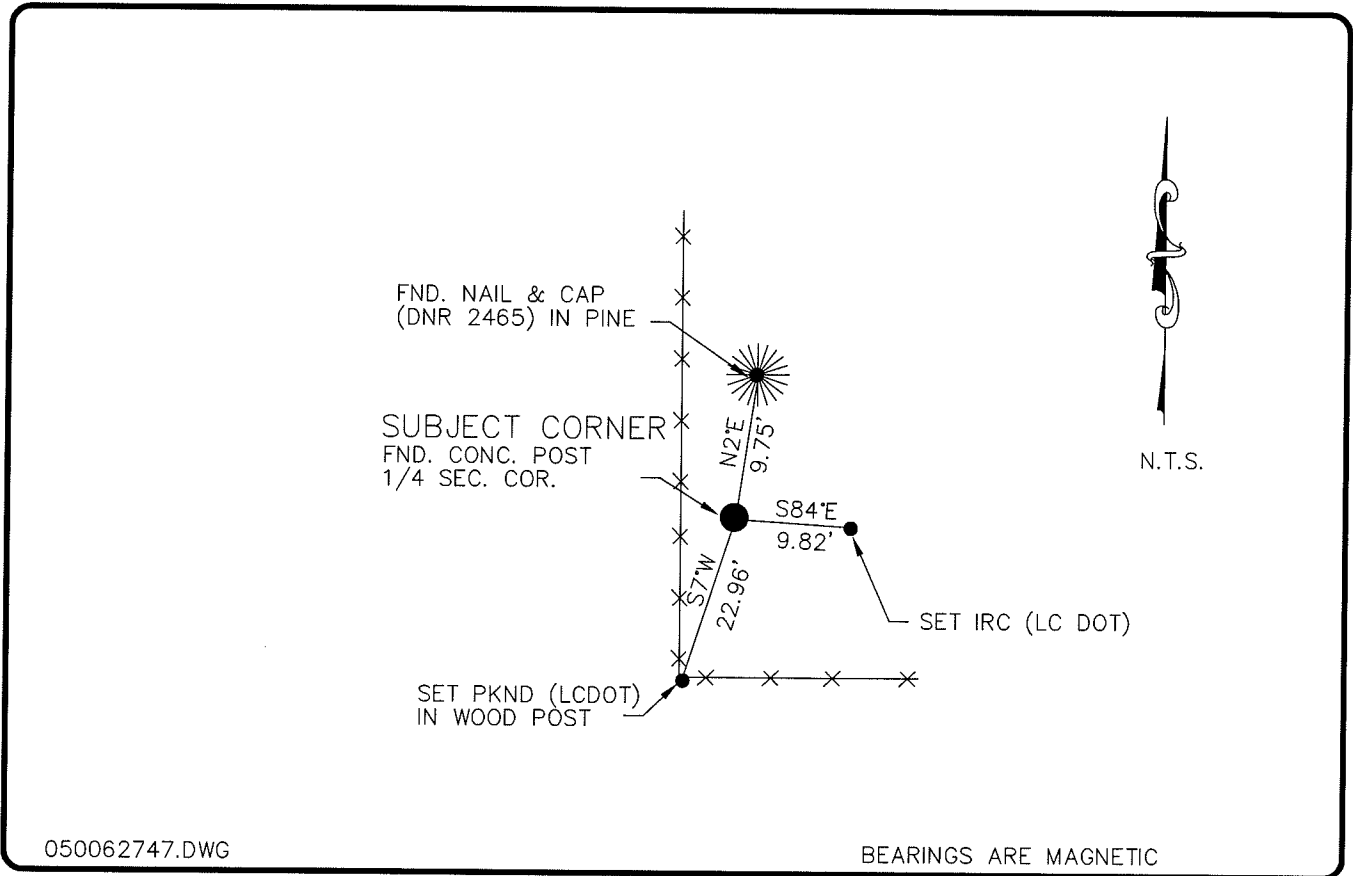 FND. NAIL & CAP
(DNR 2465) IN PINE
SUBJECT CORNER
FND. CONC. POST
1/4 SEC. COR.
N2°E
9.75'
S84°E
9.82'
S7°W
22.96'
SET IRC (LC DOT)
SET PKND (LCDOT)
IN WOOD POST
N.T.S.
050062747.DWG
BEARINGS ARE MAGNETIC